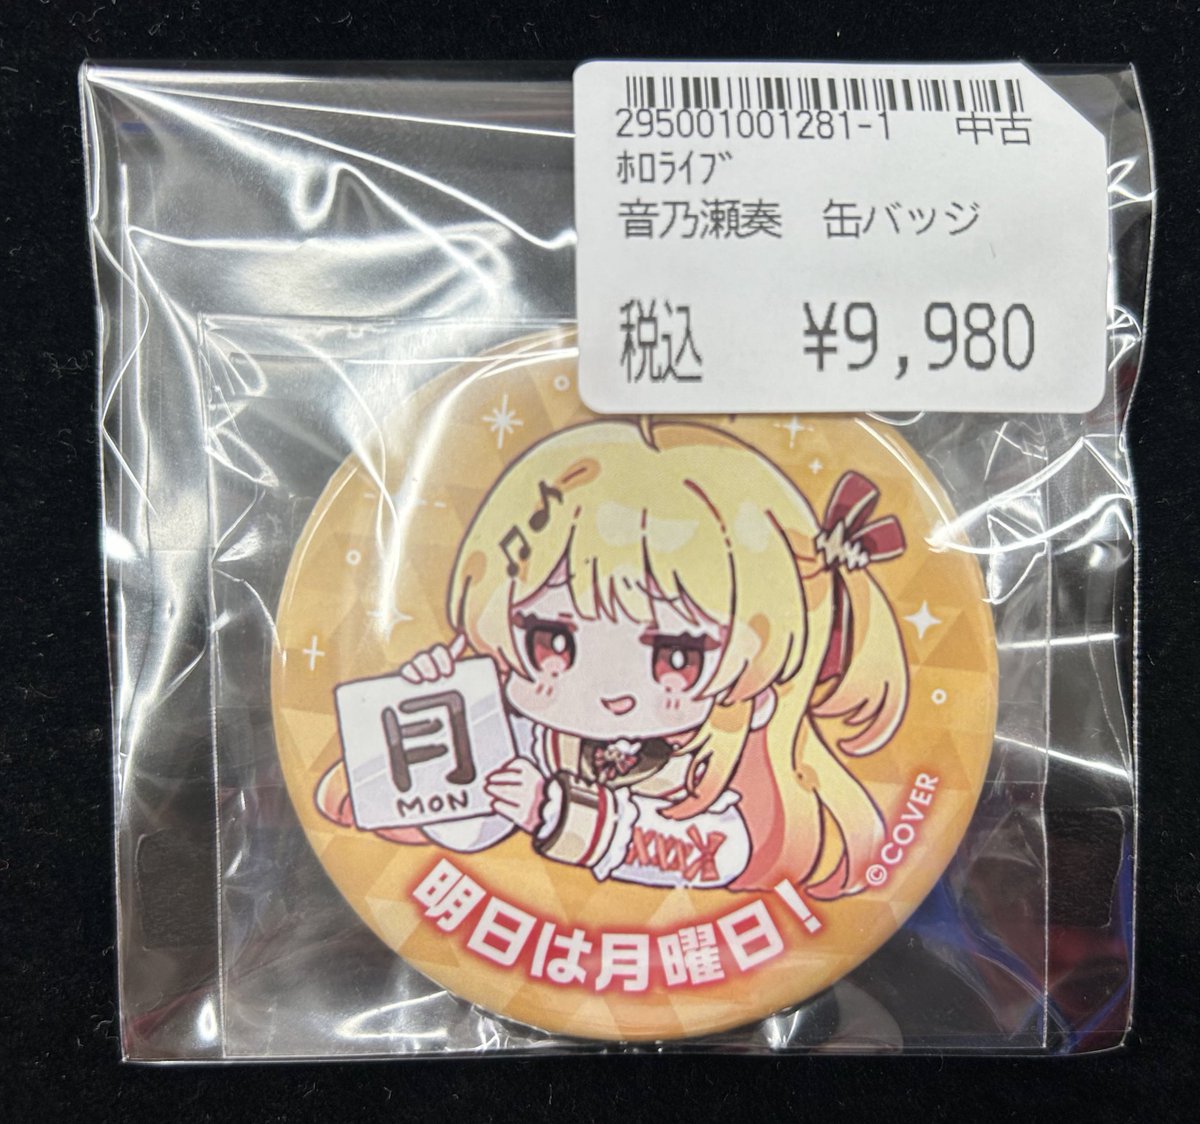 295001001281-1 中古
ﾎﾛﾗｲﾌﾞ
音乃瀬奏 缶バッジ
税込 ¥9,980
月
MON
明日は月曜日!
©COVER